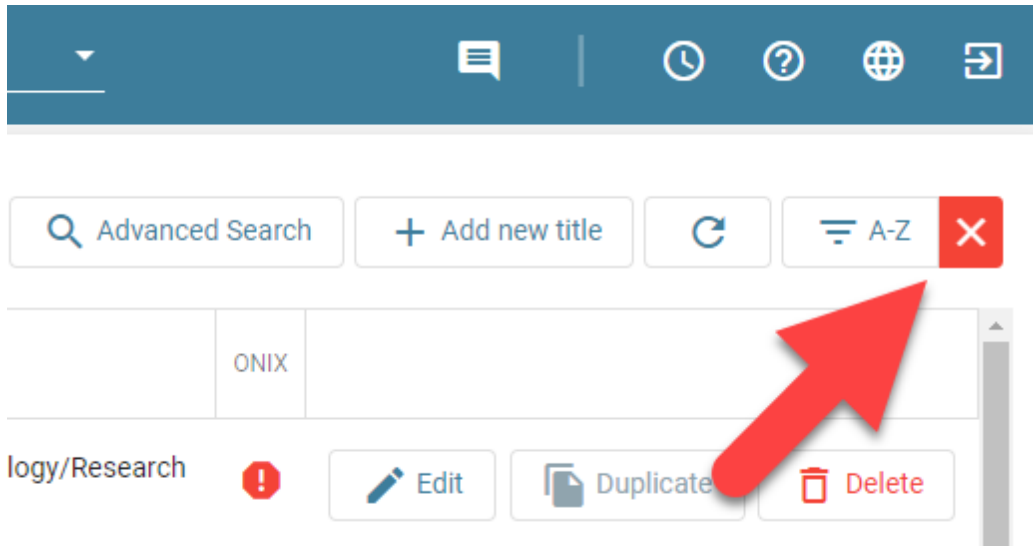 Advanced Search
Add new title
A-Z
ONIX
logy/Research
Edit
Duplicate
Delete